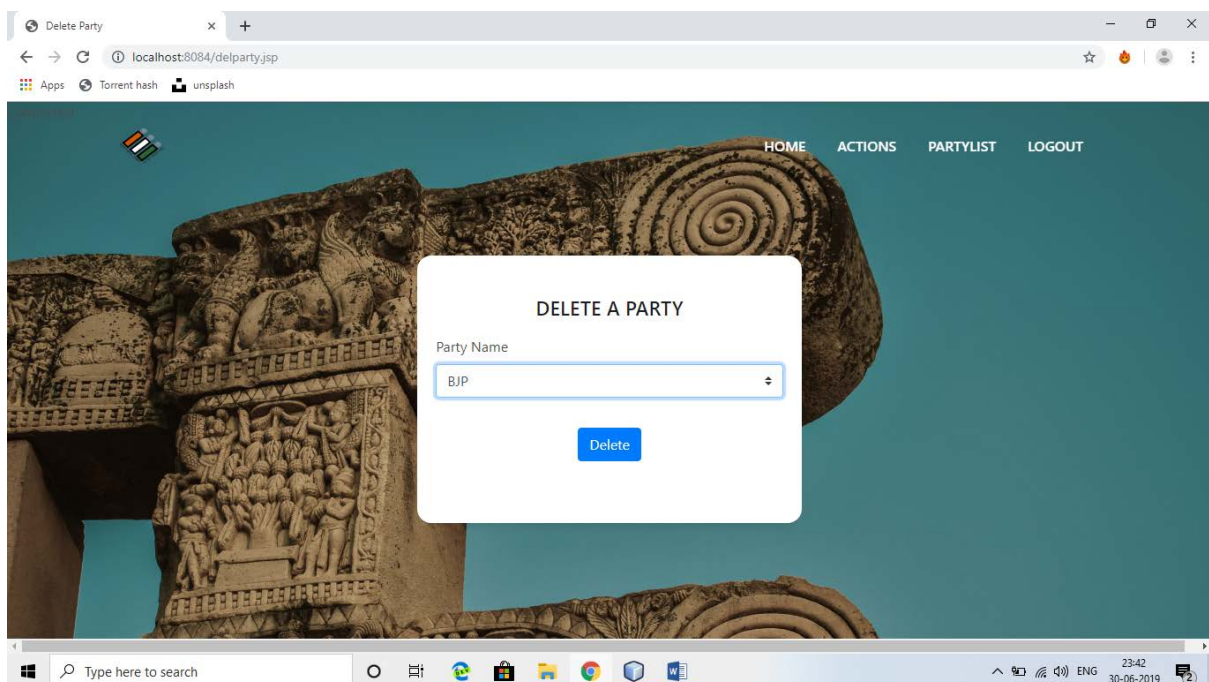 Delete Party
localhost:8084/delparty.jsp
Apps Torrent hash unsplash
HOME ACTIONS PARTYLIST LOGOUT
DELETE A PARTY
Party Name
BJP
Delete
Type here to search
ENG
23:42
30-06-2019
2